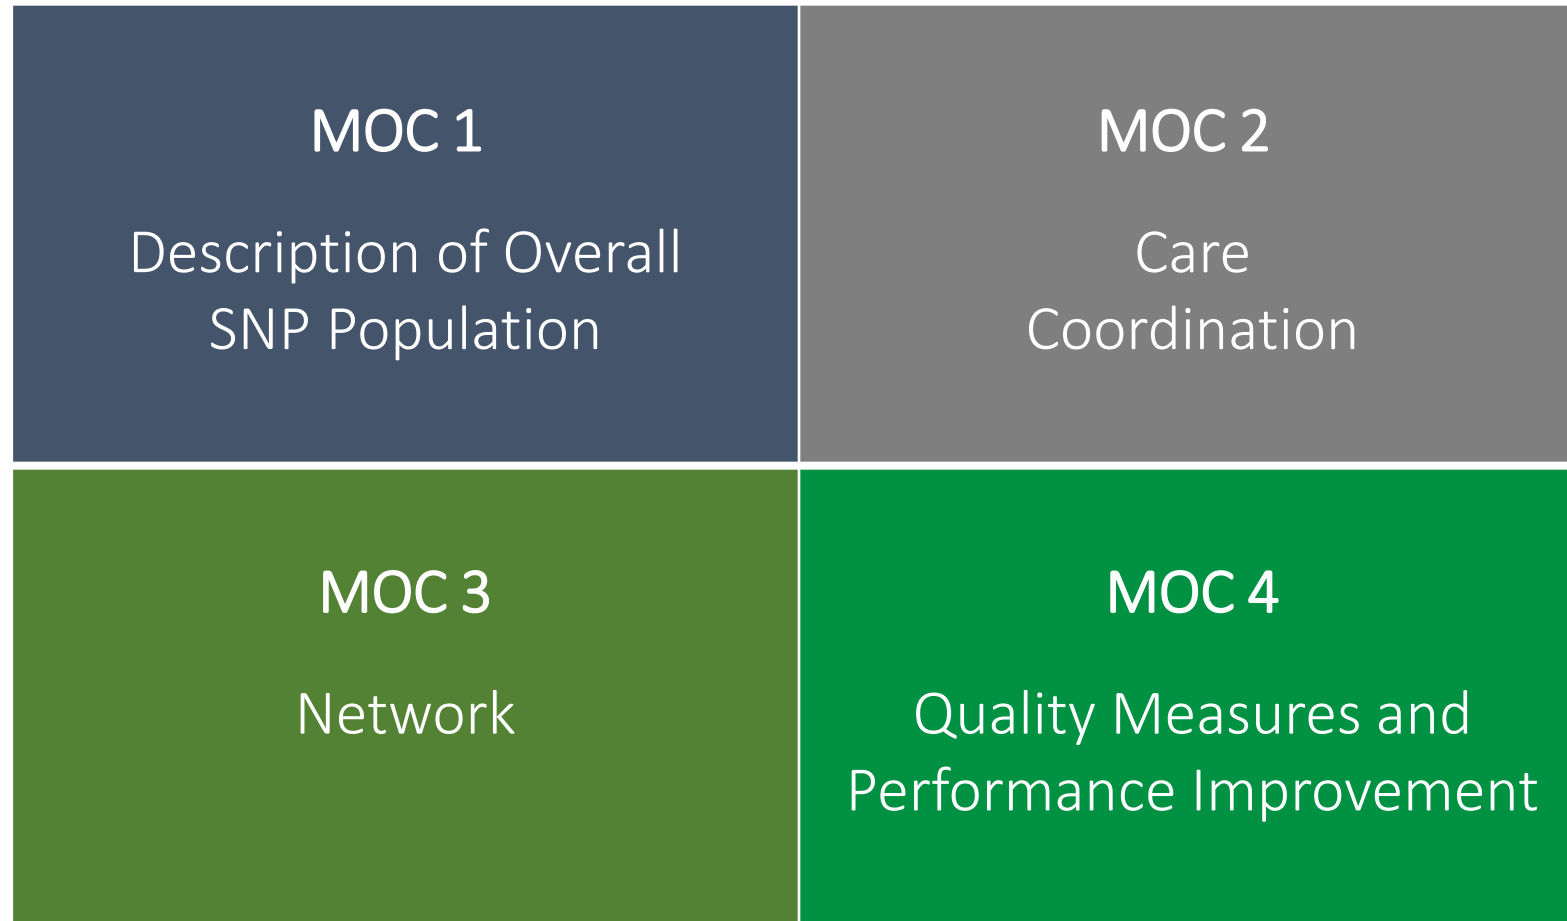 MOC 1
Description of Overall
SNP Population
MOC 2
Care
Coordination
MOC 3
Network
MOC 4
Quality Measures and
Performance Improvement